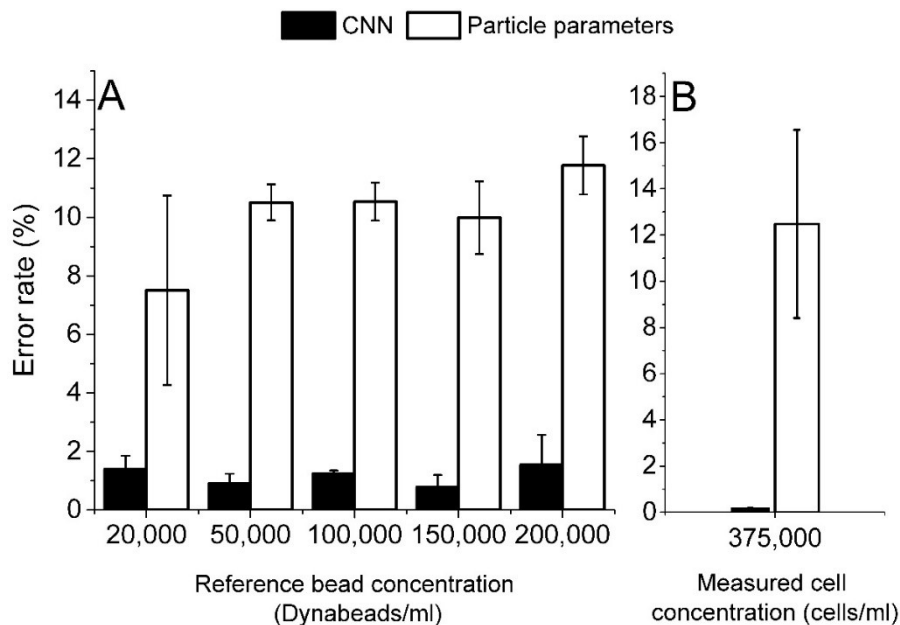 CNN Particle parameters
A
B
Error rate (%)
14
12
10
8
6
4
2
0
20,000 50,000 100,000 150,000 200,000
Reference bead concentration
(Dynabeads/ml)
18
16
14
12
10
8
6
4
2
0
375,000
Measured cell
concentration (cells/ml)